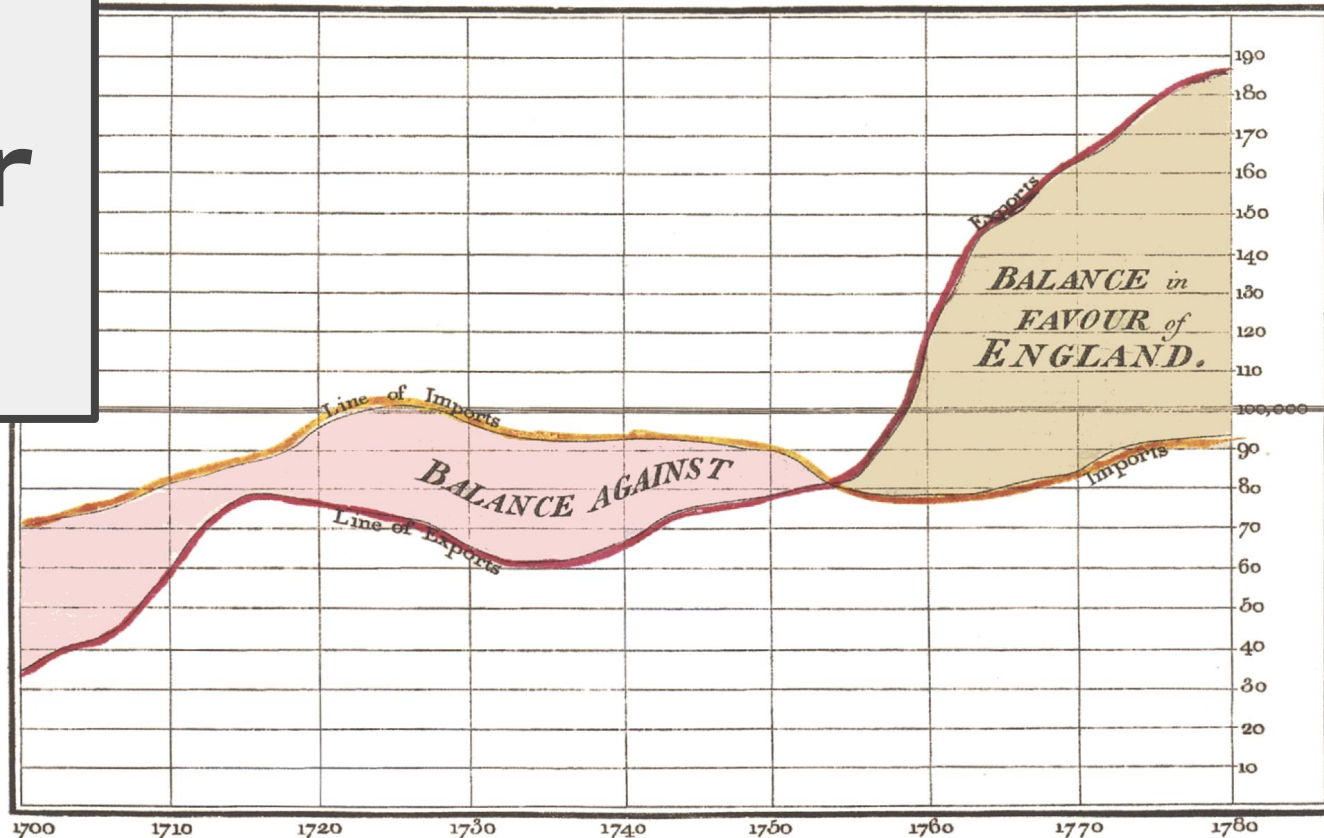 r
190
180
170
160
150
140
130
120
110
100,000
90
80
70
60
50
40
30
20
10
Exports
BALANCE in
FAVOUR of
ENGLAND.
Line of Imports
BALANCE AGAINST
Line of Exports
Imports
1700 1710 1720 1730 1740 1750 1760 1770 1780